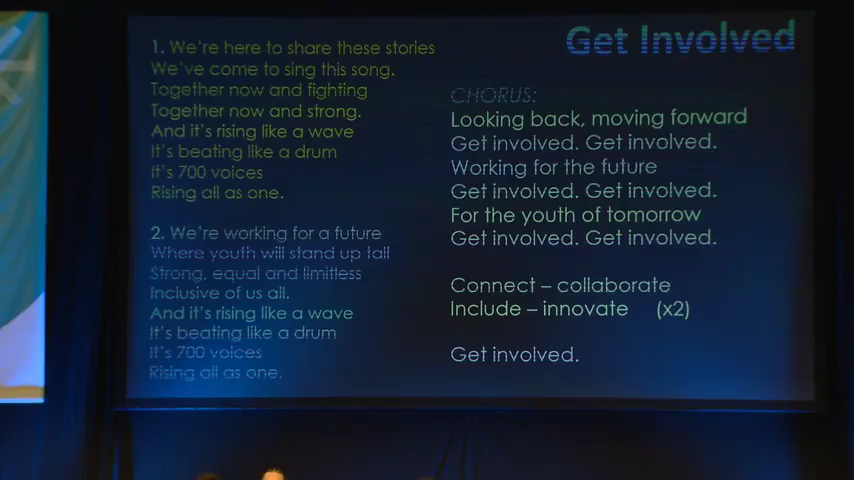 Get Involved
1. We're here to share these stories
We've come to sing this song.
Together now and fighting
Together now and strong.
And it's rising like a wave
It's beating like a drum
It's 700 voices
Rising all as one.
2. We're working for a future
Where youth will stand up tall
Strong, equal and limitless
Inclusive of us all.
And it's rising like a wave
It's beating like a drum
It's 700 voices
Rising all as one.
CHORUS:
Looking back, moving forward
Get involved. Get involved.
Working for the future
Get involved. Get involved.
For the youth of tomorrow
Get involved. Get involved.
Connect – collaborate
Include – innovate (x2)
Get involved.